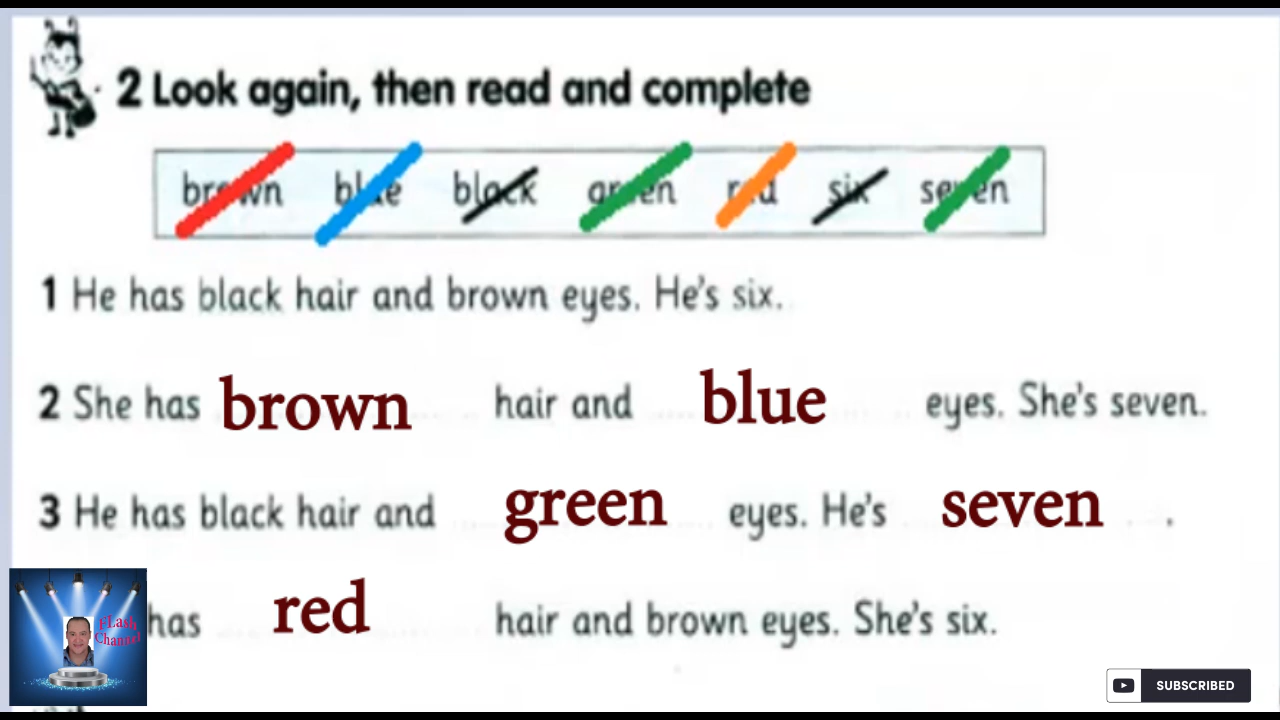 2 Look again, then read and complete
brown blue black green red six seven
1 He has black hair and brown eyes. He's six.
2 She has brown hair and blue eyes. She's seven.
3 He has black hair and green eyes. He's seven.
has red hair and brown eyes. She's six.
FLash
Channel
SUBSCRIBED